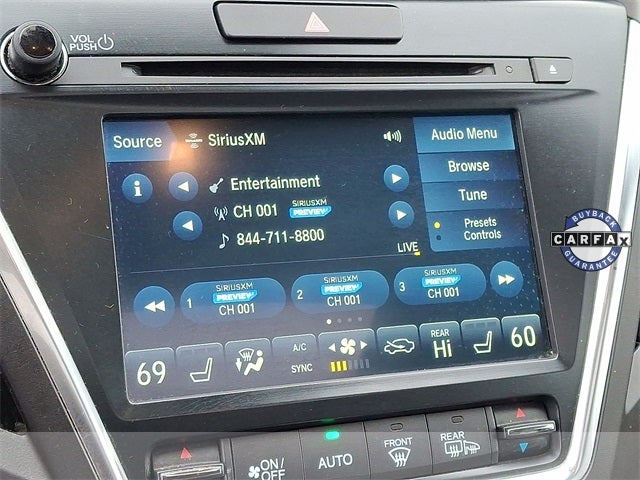 VOL
PUSH
Source
SiriusXM
Audio Menu
Browse
Entertainment
Tune
SIRIUSXM
PREVIEW
CH 001
Presets
Controls
844-711-8800
LIVE
BUYBACK
CARFAX
GUARANTEE
1
SIRIUSXM
PREVIEW
CH 001
2
SIRIUSXM
PREVIEW
CH 001
3
SIRIUSXM
PREVIEW
CH 001
69
A/C
SYNC
REAR
Hi
60
ON/
OFF
AUTO
FRONT
REAR